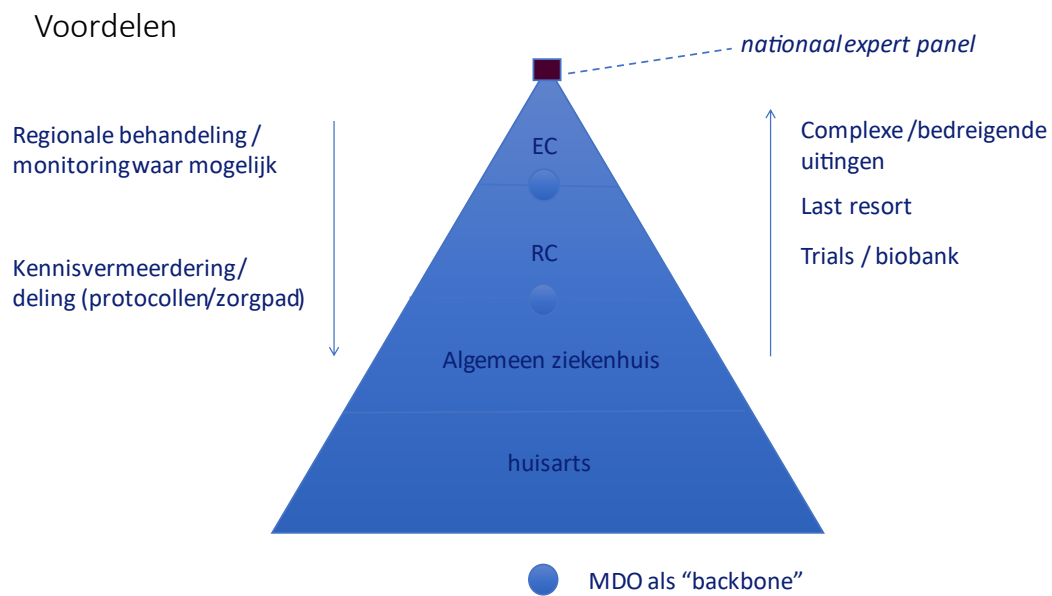 Voordelen
nationaal expert panel
Regionale behandeling /
monitoring waar mogelijk
Kennisvermeerdering/
deling (protocollen/zorgpad)
EC
RC
Algemeen ziekenhuis
huisarts
Complexe /bedreigende
uitingen
Last resort
Trials / biobank
MDO als “backbone”